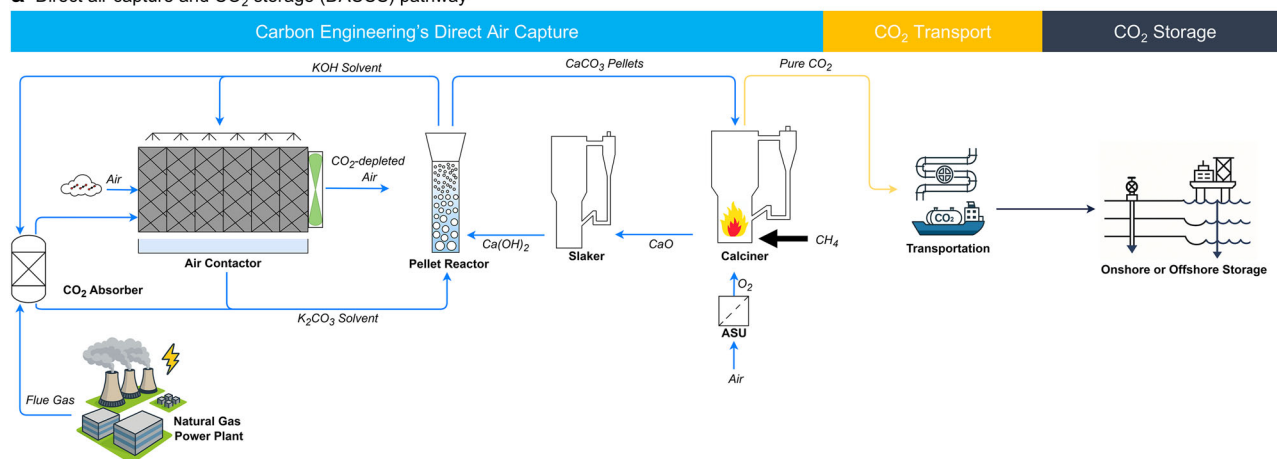 a Direct air capture and CO₂ storage (DACCS) pathway
Carbon Engineering's Direct Air Capture
CO₂ Transport
CO₂ Storage
KOH Solvent
CaCO₃ Pellets
Pure CO₂
Air
CO₂-depleted
Air
Ca(OH)₂
CaO
CH₄
CO₂
Air Contactor
Pellet Reactor
Slaker
Calciner
Transportation
Onshore or Offshore Storage
CO₂ Absorber
K₂CO₃ Solvent
O₂
ASU
Air
Flue Gas
Natural Gas
Power Plant